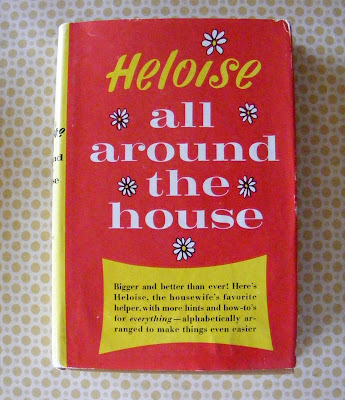 Heloise
all
around
the
house
Bigger and better than ever! Here's
Heloise, the housewife's favorite
helper, with more hints and how-to's
for everything—alphabetically ar-
ranged to make things even easier